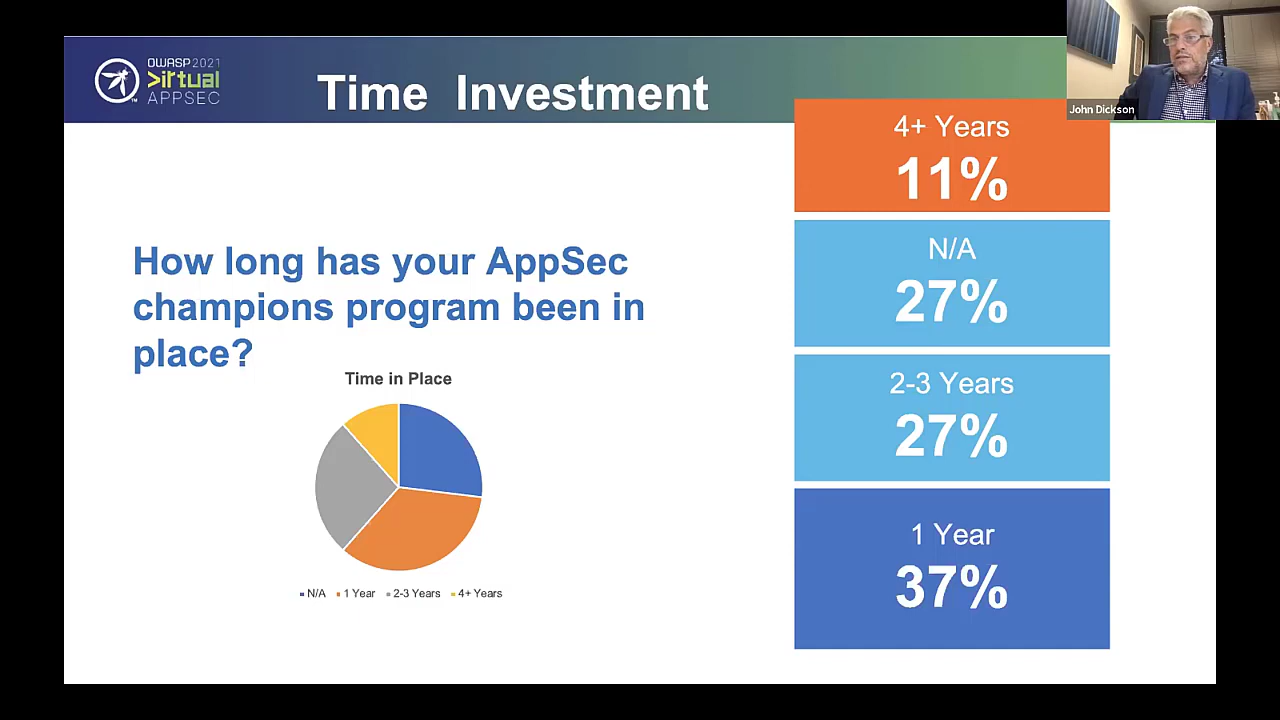 OWASP 2021
>irtual
APPSEC
Time Investment
John Dickson
How long has your AppSec
champions program been in
place?
Time in Place
N/A 1 Year 2-3 Years 4+ Years
4+ Years
11%
N/A
27%
2-3 Years
27%
1 Year
37%